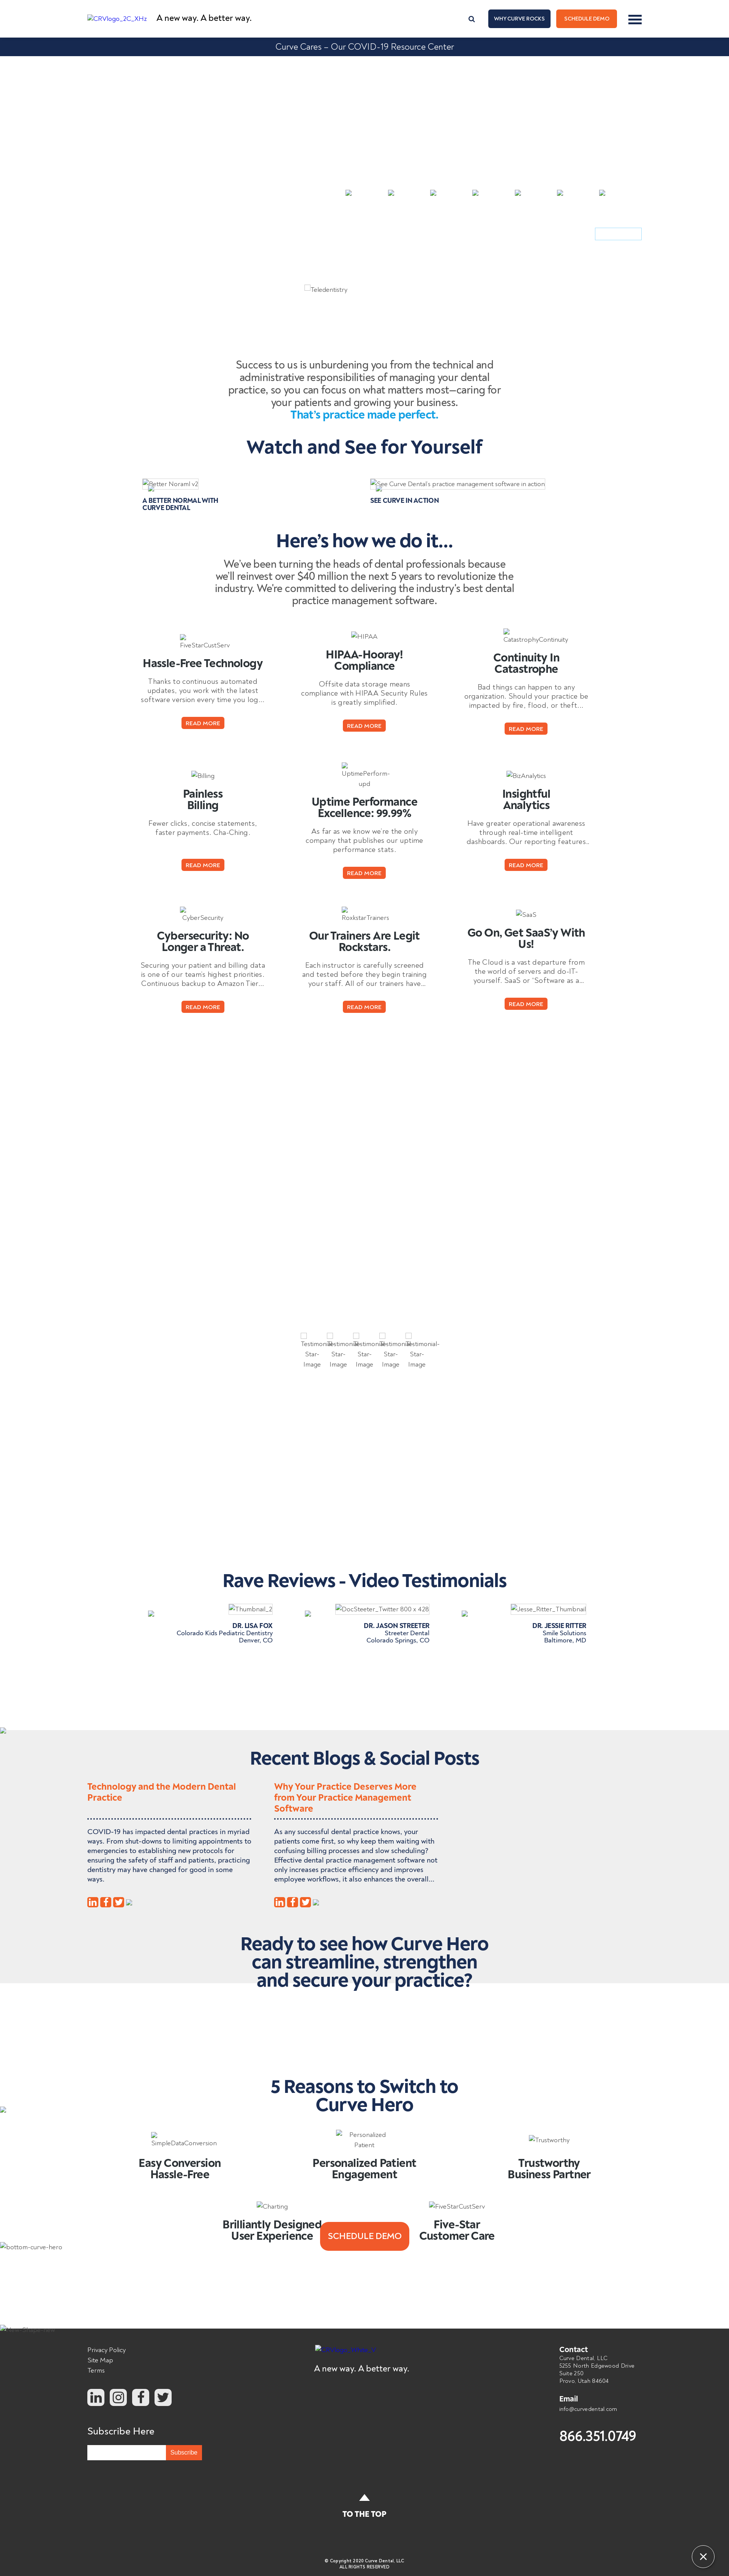 CRVlogo_2C_XHz
A new way. A better way.
WHY CURVE ROCKS
SCHEDULE DEMO
Curve Cares – Our COVID-19 Resource Center
Teledentistry
Success to us is unburdening you from the technical and
administrative responsibilities of managing your dental
practice, so you can focus on what matters most—caring for
your patients and growing your business.
That’s practice made perfect.
Watch and See for Yourself
Better Noraml v2
See Curve Dental's practice management software in action
A BETTER NORMAL WITH
CURVE DENTAL
SEE CURVE IN ACTION
Here’s how we do it…
We’ve been turning the heads of dental professionals because
we’ll reinvest over $40 million the next 5 years to revolutionize the
industry. We’re committed to delivering the industry’s best dental
practice management software.
FiveStarCustServ
Hassle-Free Technology
Thanks to continuous automated
updates, you work with the latest
software version every time you log...
READ MORE
HIPAA
HIPAA-Hooray!
Compliance
Offsite data storage means
compliance with HIPAA Security Rules
is greatly simplified.
READ MORE
CatastrophyContinuity
Continuity In
Catastrophe
Bad things can happen to any
organization. Should your practice be
impacted by fire, flood, or theft...
READ MORE
Billing
Painless
Billing
Fewer clicks, concise statements,
faster payments. Cha-Ching.
READ MORE
UptimePerform-
upd
Uptime Performance
Excellence: 99.99%
As far as we know we’re the only
company that publishes our uptime
performance stats.
READ MORE
BizAnalytics
Insightful
Analytics
Have greater operational awareness
through real-time intelligent
dashboards. Our reporting features..
READ MORE
CyberSecurity
Cybersecurity: No
Longer a Threat.
Securing your patient and billing data
is one of our team’s highest priorities.
Continuous backup to Amazon Tier...
READ MORE
RoxkstarTrainers
Our Trainers Are Legit
Rockstars.
Each instructor is carefully screened
and tested before they begin training
your staff. All of our trainers have...
READ MORE
SaaS
Go On, Get SaaS’y With
Us!
The Cloud is a vast departure from
the world of servers and do-IT-
yourself. SaaS or “Software as a...
READ MORE
Testimonial-
Star-
Image
Testimonial-
Star-
Image
Testimonial-
Star-
Image
Testimonial-
Star-
Image
Testimonial-
Star-
Image
Rave Reviews - Video Testimonials
Thumbnail_2
DR. LISA FOX
Colorado Kids Pediatric Dentistry
Denver, CO
DocSteeter_Twitter 800 x 428
DR. JASON STREETER
Streeter Dental
Colorado Springs, CO
Jesse_Ritter_Thumbnail
DR. JESSIE RITTER
Smile Solutions
Baltimore, MD
Recent Blogs & Social Posts
Technology and the Modern Dental
Practice
COVID-19 has impacted dental practices in myriad
ways. From shut-downs to limiting appointments to
emergencies to establishing new protocols for
ensuring the safety of staff and patients, practicing
dentistry may have changed for good in some
ways.
Why Your Practice Deserves More
from Your Practice Management
Software
As any successful dental practice knows, your
patients come first, so why keep them waiting with
confusing billing processes and slow scheduling?
Effective dental practice management software not
only increases practice efficiency and improves
employee workflows, it also enhances the overall...
Ready to see how Curve Hero
can streamline, strengthen
and secure your practice?
5 Reasons to Switch to
Curve Hero
SimpleDataConversion
Easy Conversion
Hassle-Free
Personalized
Patient
Personalized Patient
Engagement
Trustworthy
Trustworthy
Business Partner
Charting
Brilliantly Designed
User Experience
FiveStarCustServ
Five-Star
Customer Care
SCHEDULE DEMO
bottom-curve-hero
Privacy Policy
Site Map
Terms
Subscribe Here
Subscribe
A new way. A better way.
Contact
Curve Dental, LLC
5255 North Edgewood Drive
Suite 250
Provo, Utah 84604
Email
info@curvedental.com
866.351.0749
TO THE TOP
© Copyright 2020 Curve Dental, LLC
ALL RIGHTS RESERVED